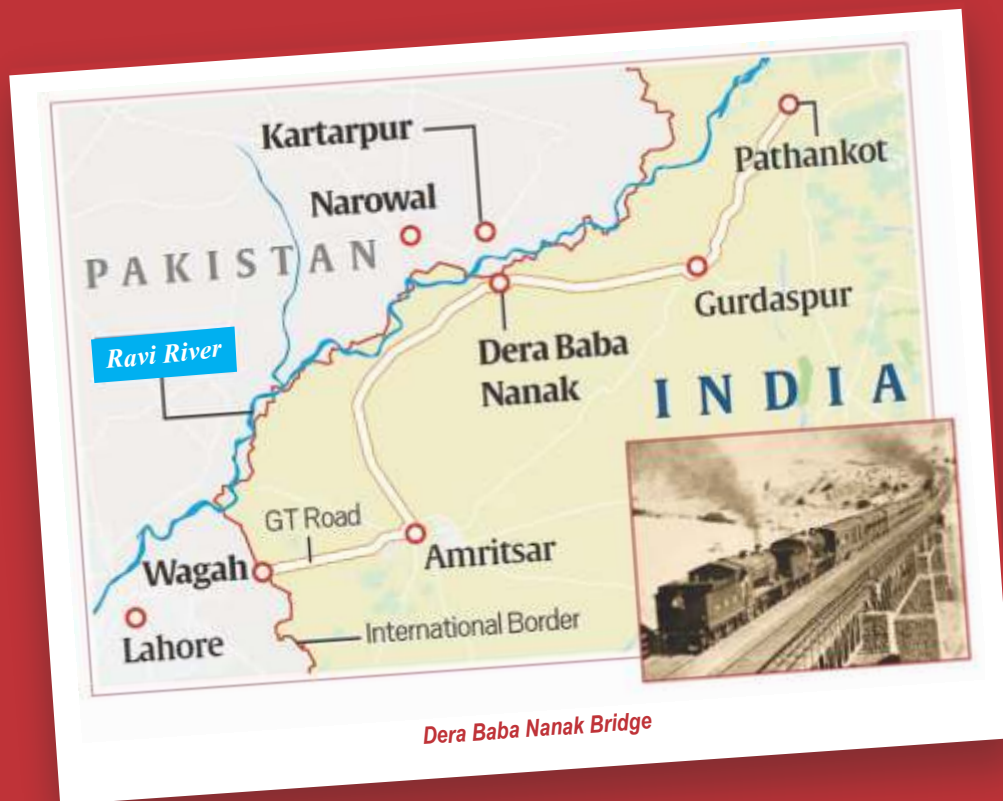 Kartarpur
Pathankot
Narowal
PAKISTAN
Gurdaspur
Ravi River
Dera Baba
Nanak
INDIA
GT Road
Amritsar
Wagah
International Border
Lahore
Dera Baba Nanak Bridge